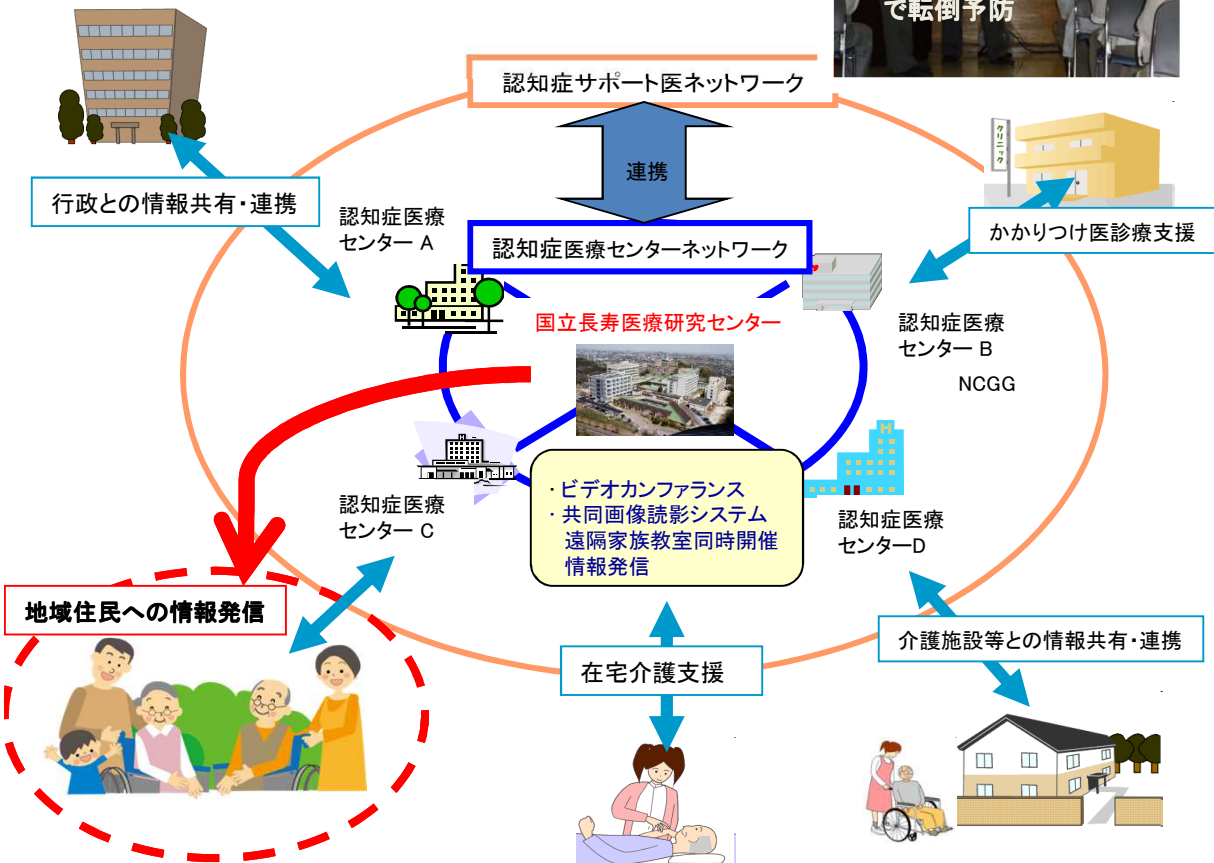 で転倒予防
認知症サポート医ネットワーク
クリニック
連携
行政との情報共有・連携
認知症医療
センター A
認知症医療センターネットワーク
かかりつけ医診療支援
国立長寿医療研究センター
認知症医療
センター B
NCGG
・ビデオカンファランス
・共同画像読影システム
遠隔家族教室同時開催
情報発信
認知症医療
センター C
認知症医療
センターD
地域住民への情報発信
在宅介護支援
介護施設等との情報共有・連携